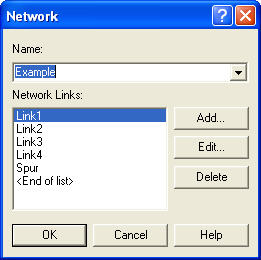 Network
Name:
Example
Network Links:
Link1
Link2
Link3
Link4
Spur
<End of list>
Add...
Edit...
Delete
OK
Cancel
Help